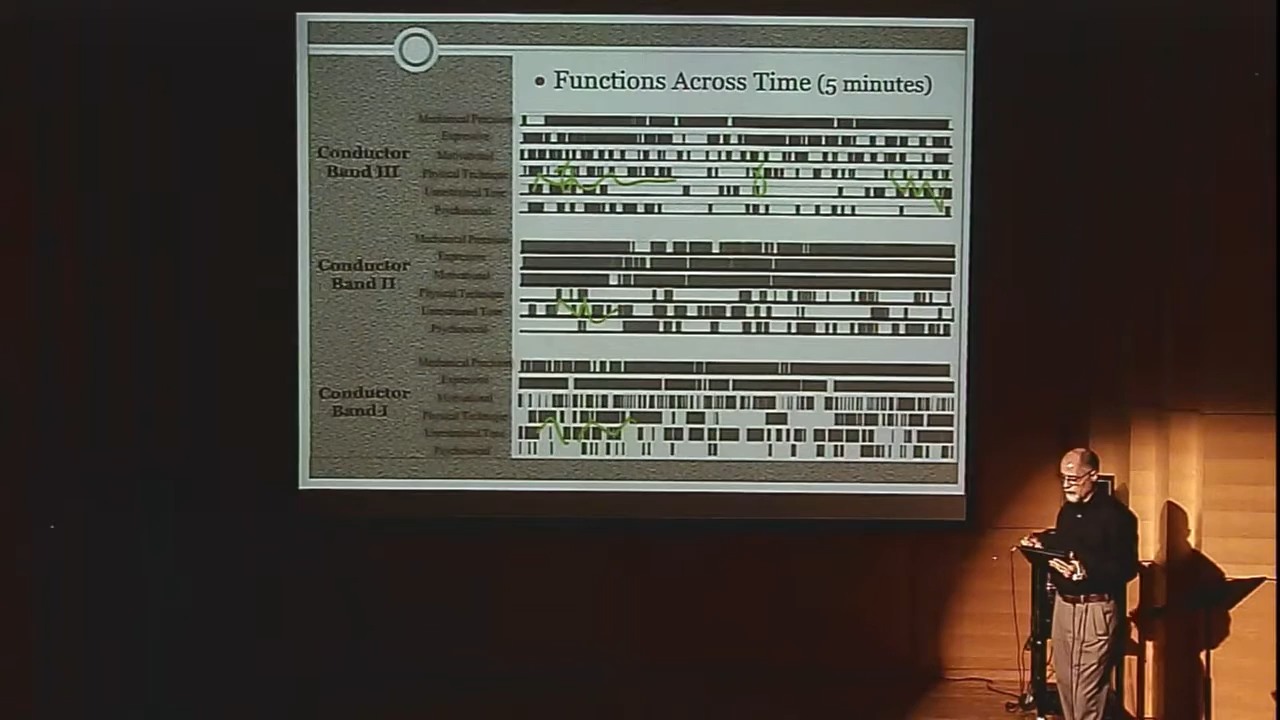 • Functions Across Time (5 minutes)
Conductor
Band III
Mechanical Precision
Expressive
Motivational
Physical Technique
Unrestrained Tone
Psychosocial
Conductor
Band II
Mechanical Precision
Expressive
Motivational
Physical Technique
Unrestrained Tone
Psychosocial
Conductor
Band I
Mechanical Precision
Expressive
Motivational
Physical Technique
Unrestrained Tone
Psychosocial